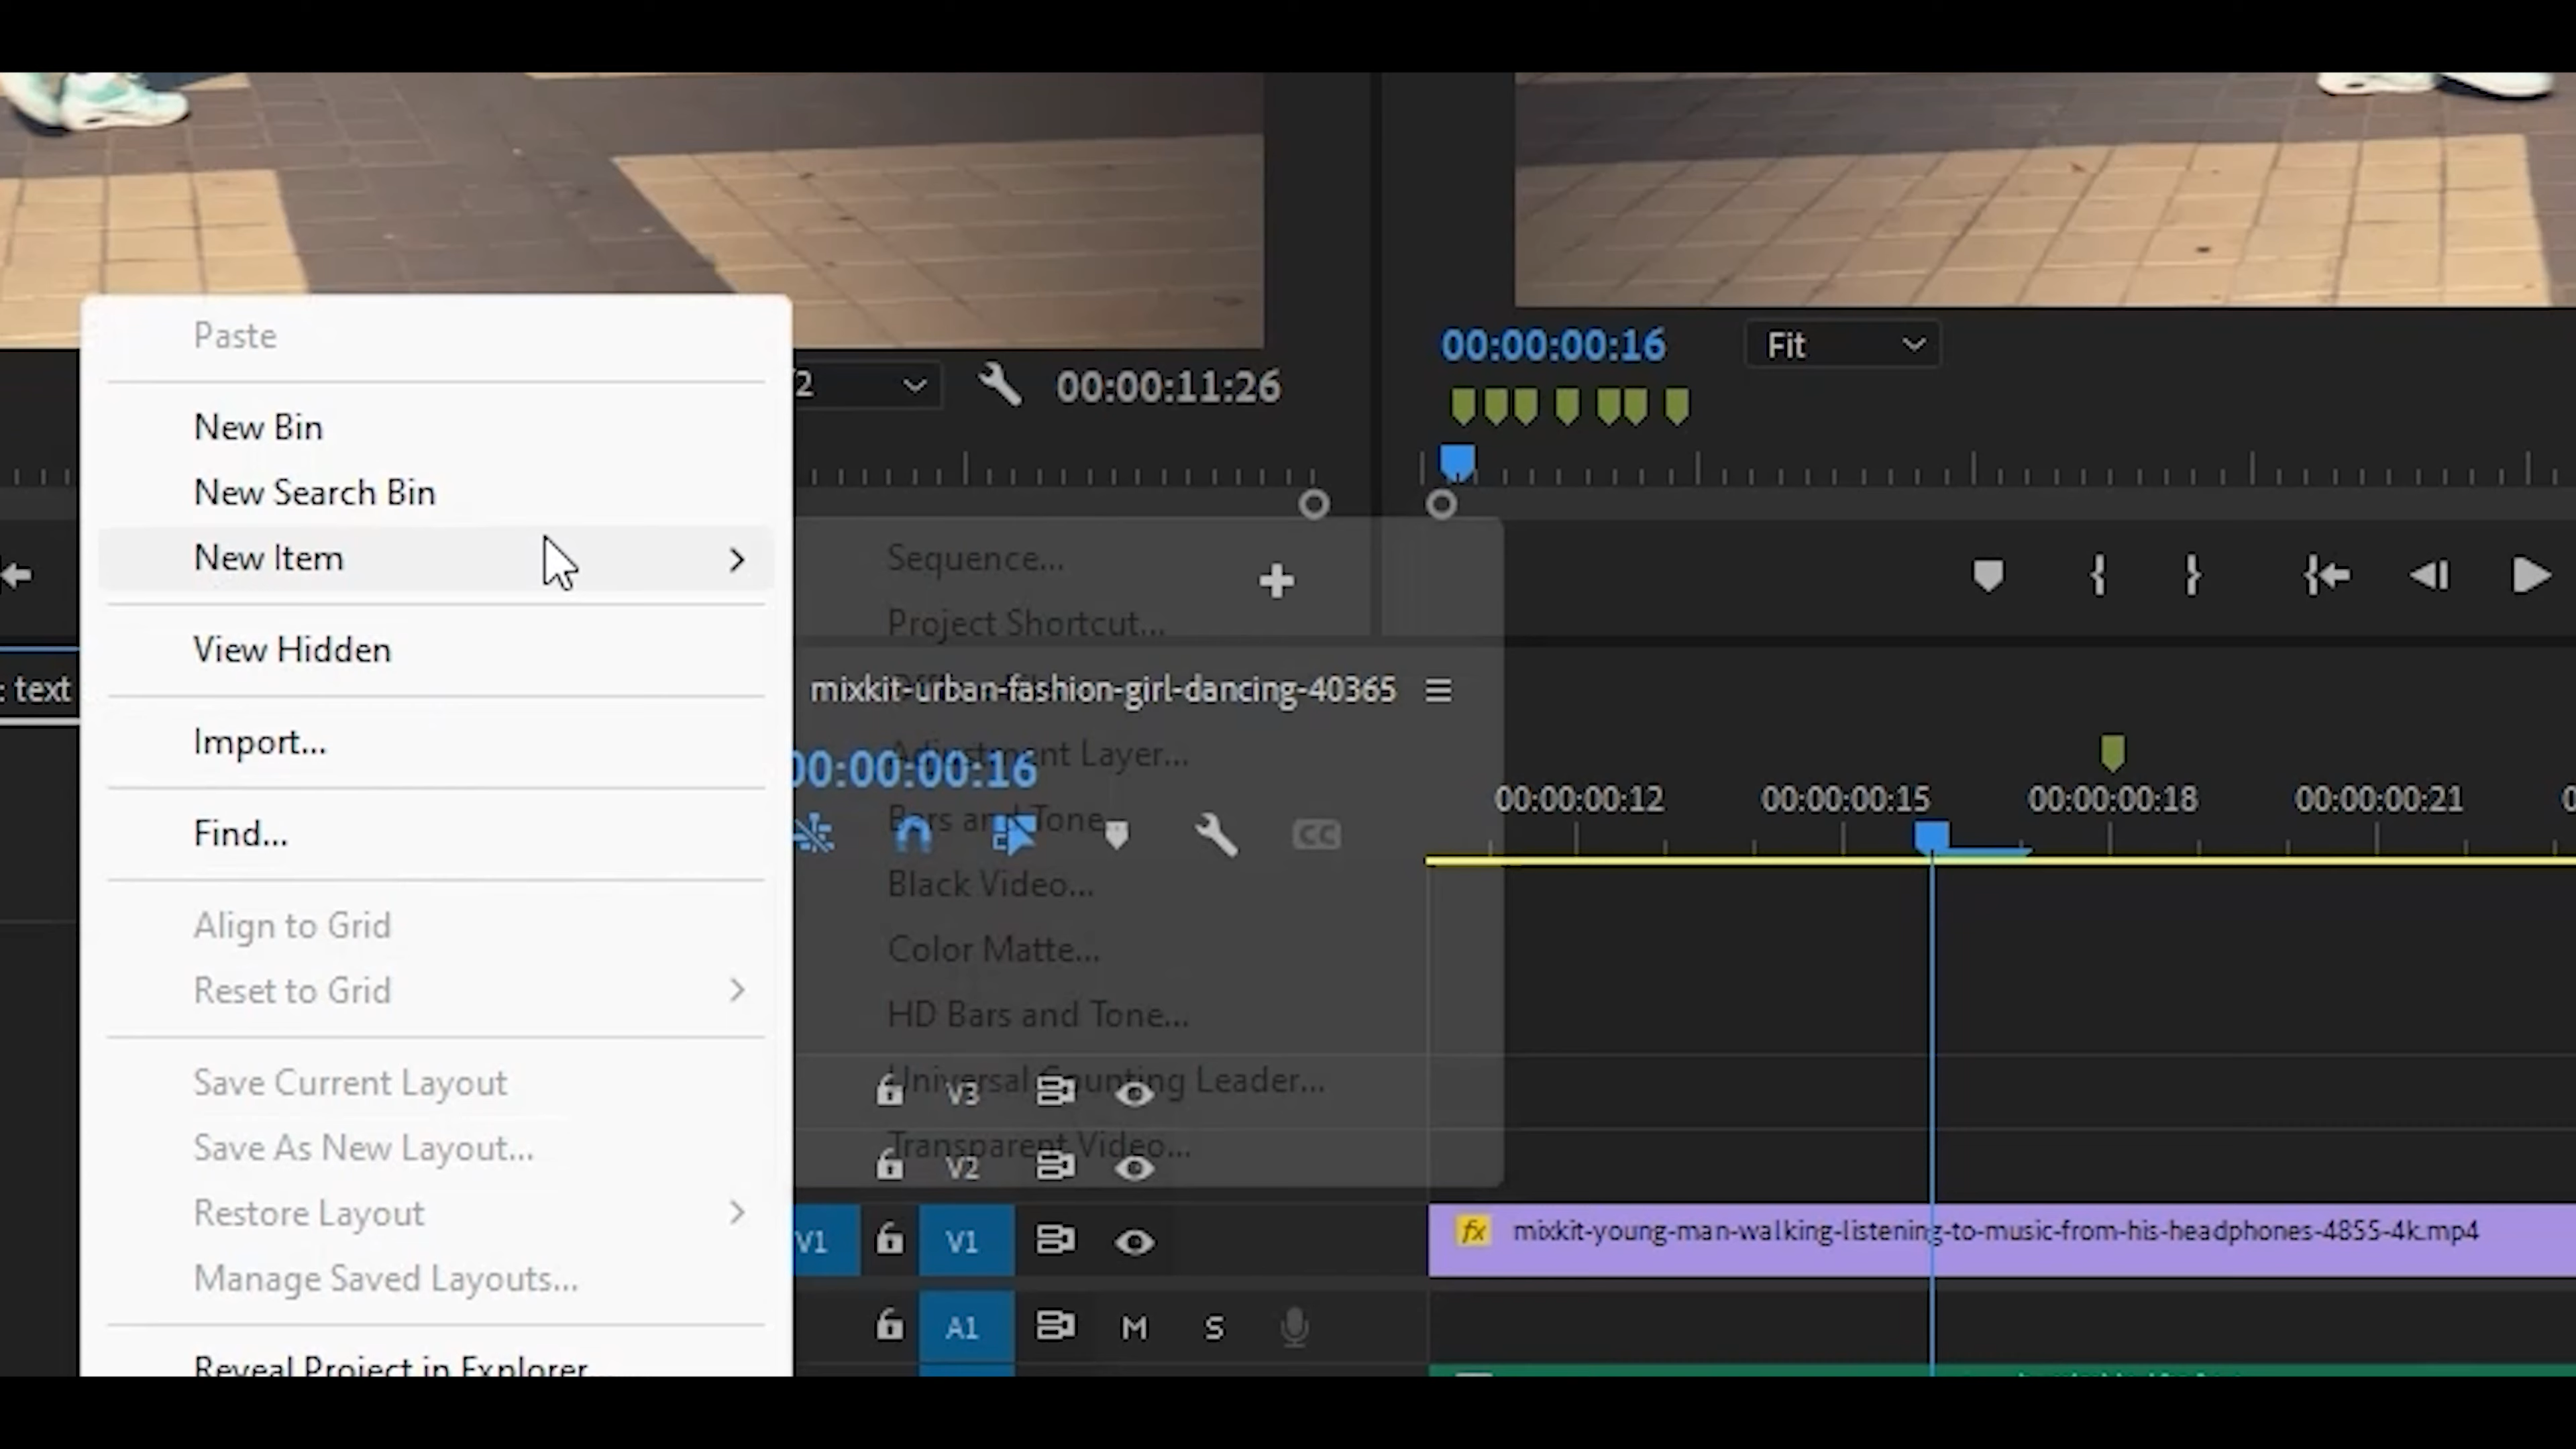 Paste
New Bin
New Search Bin
New Item
View Hidden
Import...
Find...
Align to Grid
Reset to Grid
Save Current Layout
Save As New Layout...
Restore Layout
Manage Saved Layouts...
Reveal Project in Explorer...
: text
/2
00:00:11:26
00:00:00:16
Fit
Sequence...
Project Shortcut...
mixkit-urban-fashion-girl-dancing-40365
Adjustment Layer...
00:00:00:16
Bars and Tone...
CC
Black Video...
Color Matte...
HD Bars and Tone...
Universal Counting Leader...
Transparent Video...
00:00:00:12
00:00:00:15
00:00:00:18
00:00:00:21
V3
V2
V1
V1
fx
mixkit-young-man-walking-listening-to-music-from-his-headphones-4855-4k.mp4
A1
M
S